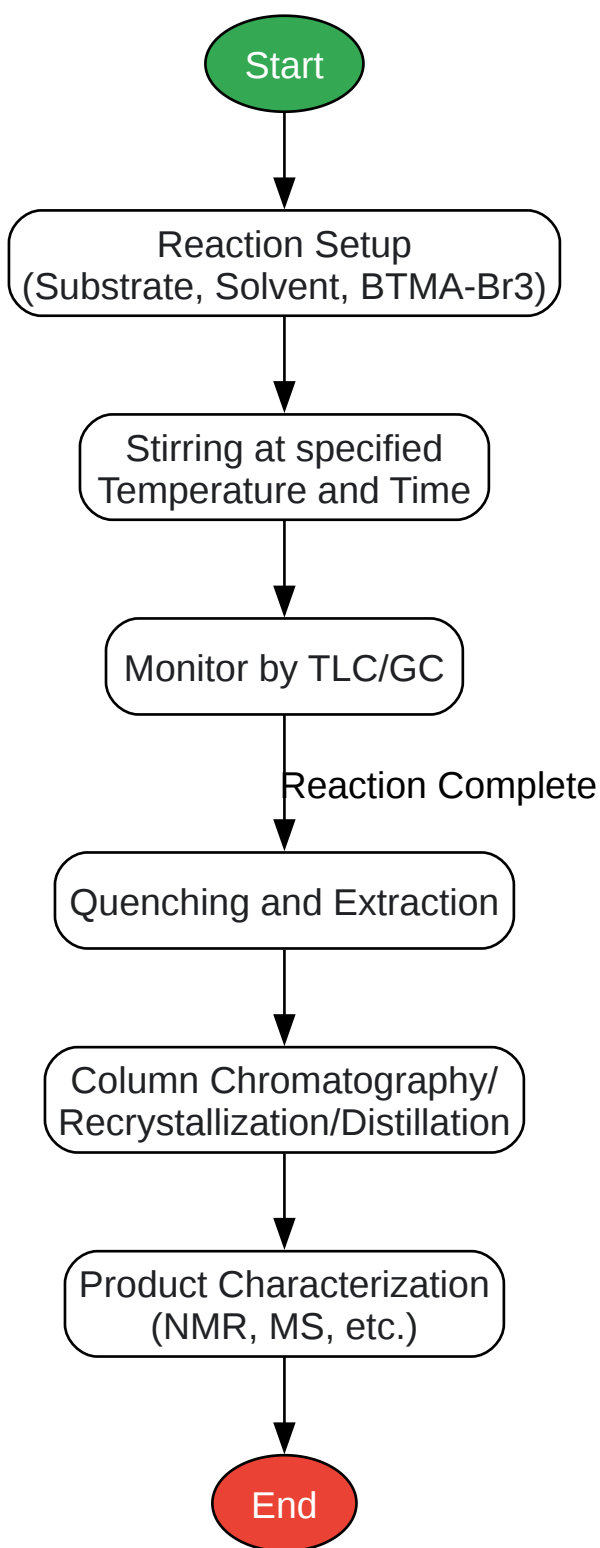 Start
Reaction Setup
(Substrate, Solvent, BTMA-Br3)
Stirring at specified
Temperature and Time
Monitor by TLC/GC
Reaction Complete
Quenching and Extraction
Column Chromatography/
Recrystallization/Distillation
Product Characterization
(NMR, MS, etc.)
End